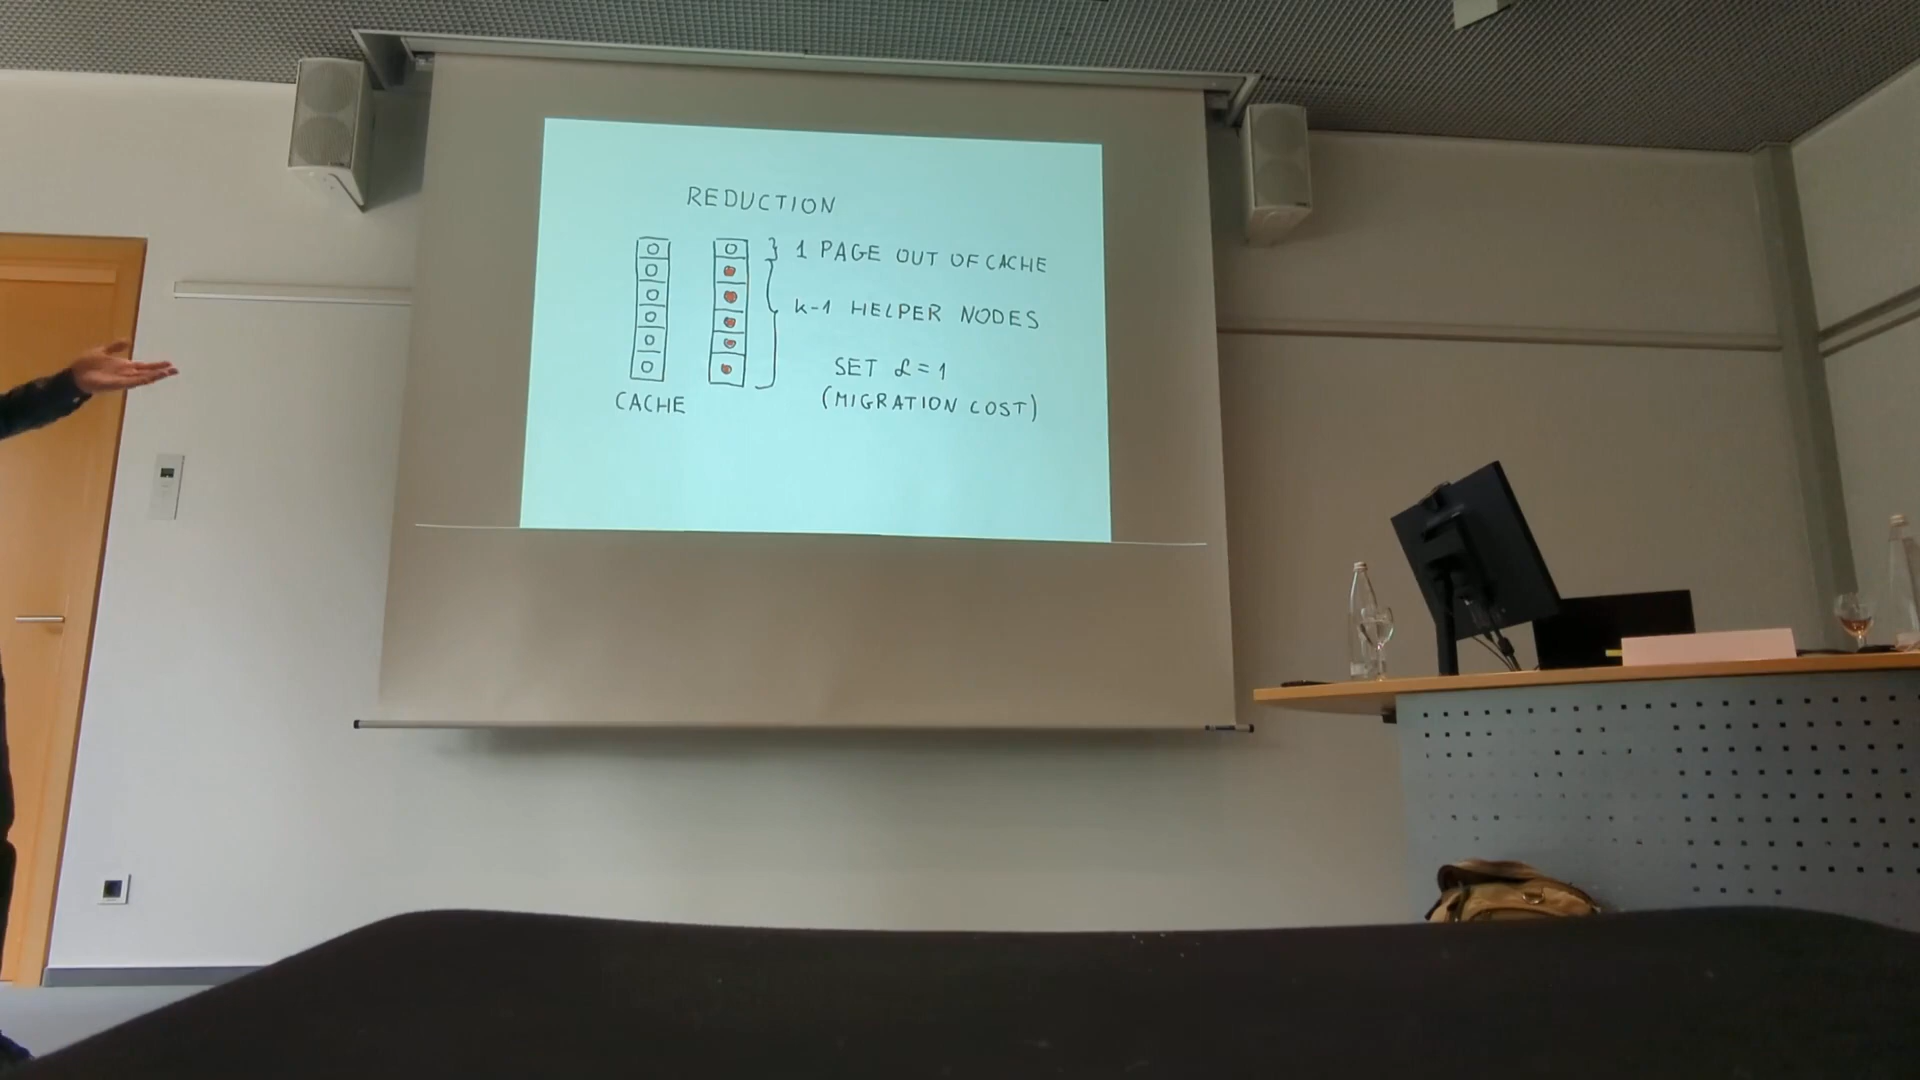 REDUCTION
1 PAGE OUT OF CACHE
k-1 HELPER NODES
SET α = 1
(MIGRATION COST)
CACHE